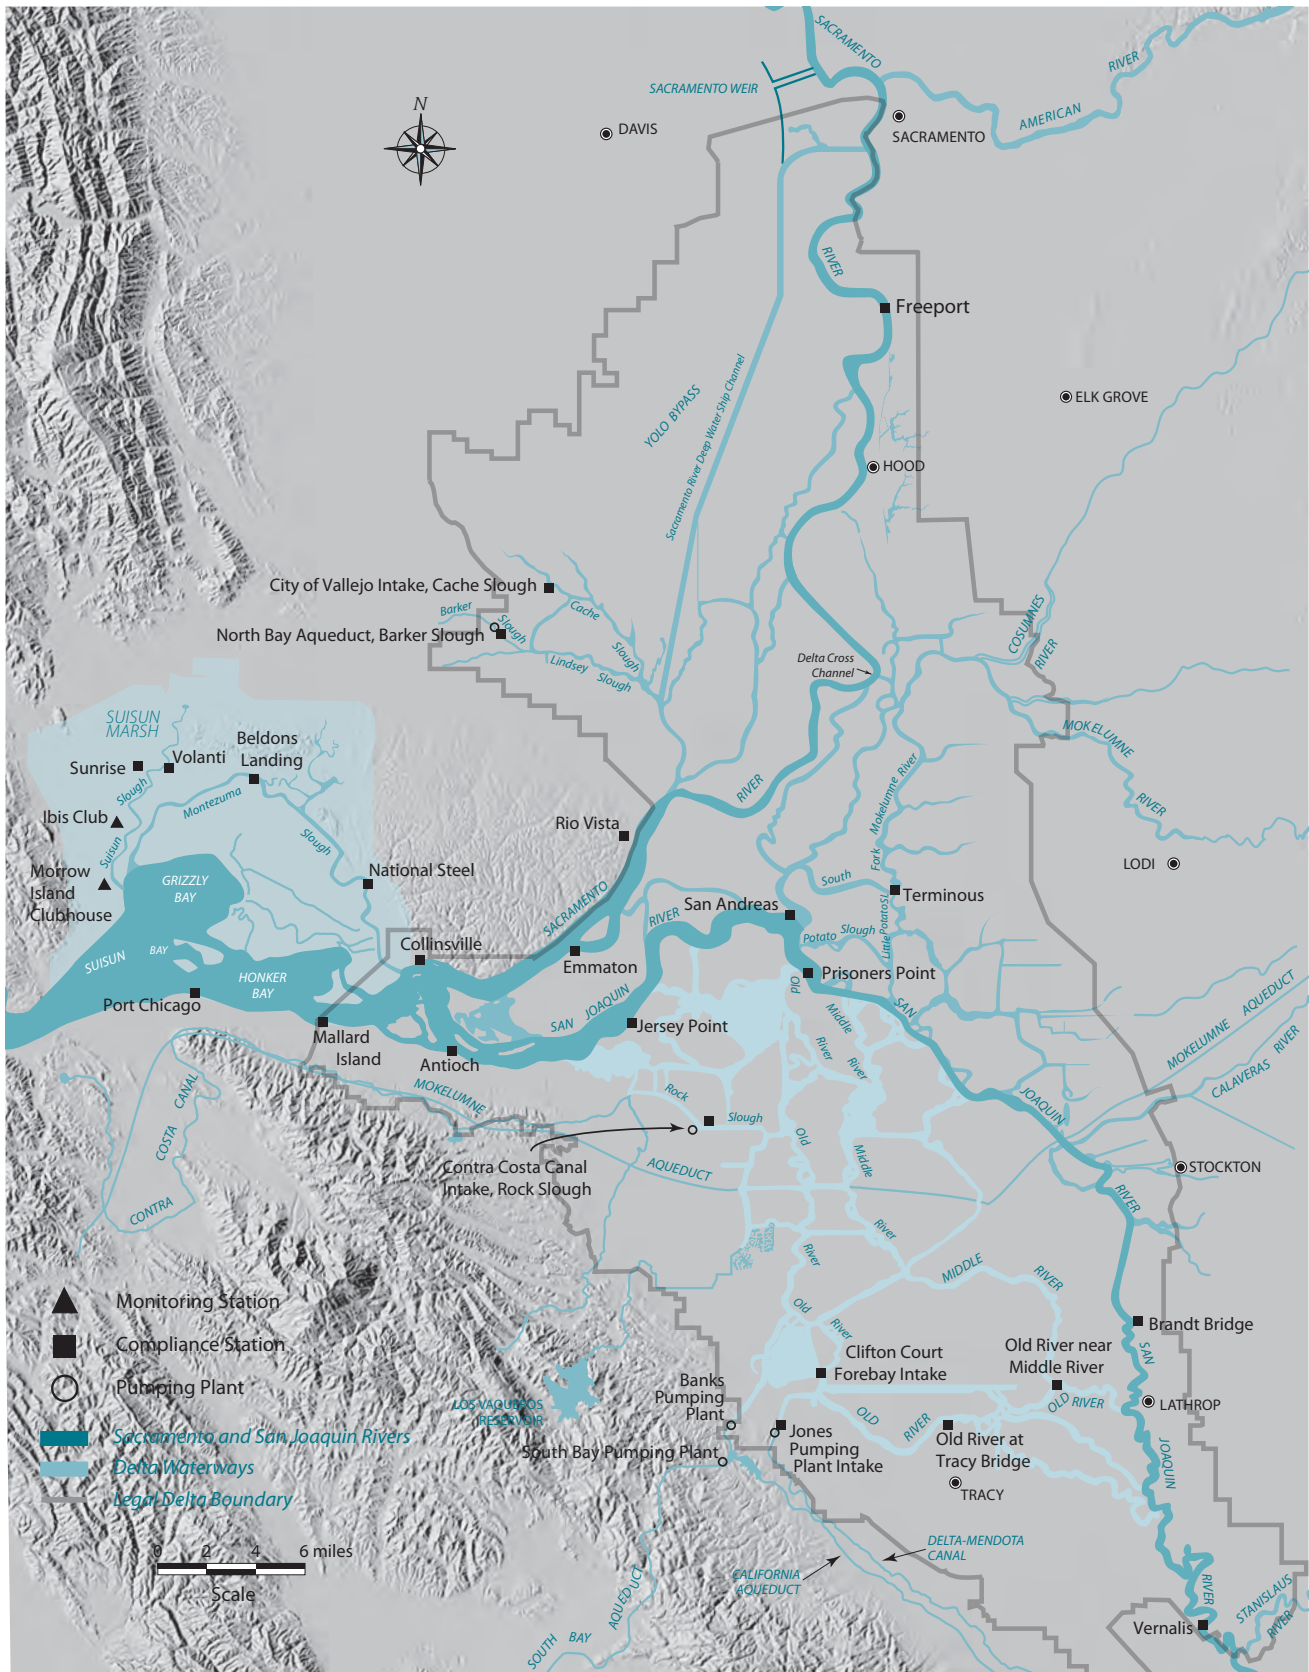 SACRAMENTO
RIVER
SACRAMENTO WEIR
AMERICAN
N
DAVIS
SACRAMENTO
RIVER
Freeport
Sacramento River Deep Water Ship Channel
YOLO BYPASS
ELK GROVE
HOOD
City of Vallejo Intake, Cache Slough
Barker
Slough
Cache
Slough
North Bay Aqueduct, Barker Slough
Lindsey Slough
COSUMNES
RIVER
Delta Cross
Channel
SUISUN
MARSH
Beldons
Landing
Volanti
Sunrise
Slough
Montezuma
Slough
Ibis Club
Suisun
Morrow
Island
Clubhouse
GRIZZLY
BAY
National Steel
Rio Vista
RIVER
Mokelumne River
Fork
South
MOKELUMNE
RIVER
LODI
Terminous
Little Potato SL.
San Andreas
SACRAMENTO
RIVER
Potato Slough
Collinsville
Emmaton
SUISUN
BAY
HONKER
BAY
Prisoners Point
Old
Port Chicago
SAN JOAQUIN
Jersey Point
Middle
River
River
SAN
Mallard
Island
Antioch
MOKELUMNE AQUEDUCT
CALAVERAS RIVER
JOAQUIN
MOKELUMNE
Rock
Slough
CANAL
COSTA
CONTRA
Contra Costa Canal
Intake, Rock Slough
AQUEDUCT
Old
Middle
STOCKTON
RIVER
River
River
MIDDLE
RIVER
Monitoring Station
Compliance Station
Pumping Plant
Sacramento and San Joaquin Rivers
Delta Waterways
Legal Delta Boundary
Old
River
Brandt Bridge
Clifton Court
Forebay Intake
Old River near
Middle River
SAN
Banks
Pumping
Plant
LOS VAQUEROS
RESERVOIR
OLD RIVER
LATHROP
OLD
RIVER
Jones
Pumping
Plant Intake
Old River at
Tracy Bridge
South Bay Pumping Plant
JOAQUIN
TRACY
0 2 4 6 miles
Scale
DELTA-MENDOTA
CANAL
CALIFORNIA
AQUEDUCT
SOUTH BAY AQUEDUCT
RIVER
STANISLAUS
RIVER
Vernalis